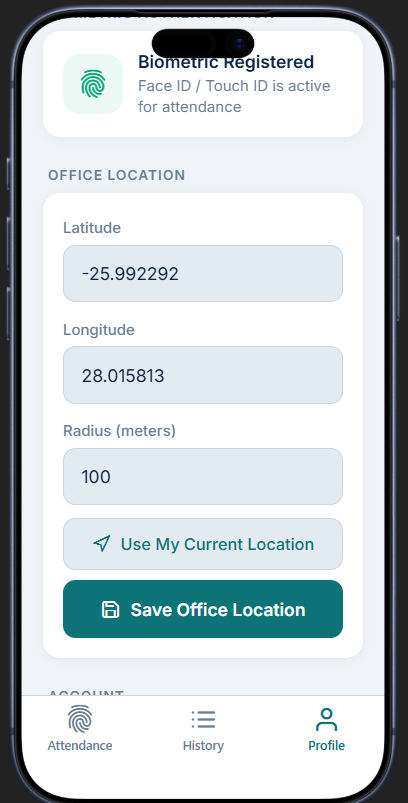 Biometric Registered
Face ID / Touch ID is active
for attendance
OFFICE LOCATION
Latitude
-25.992292
Longitude
28.015813
Radius (meters)
100
Use My Current Location
Save Office Location
ACCOUNT
Attendance
History
Profile